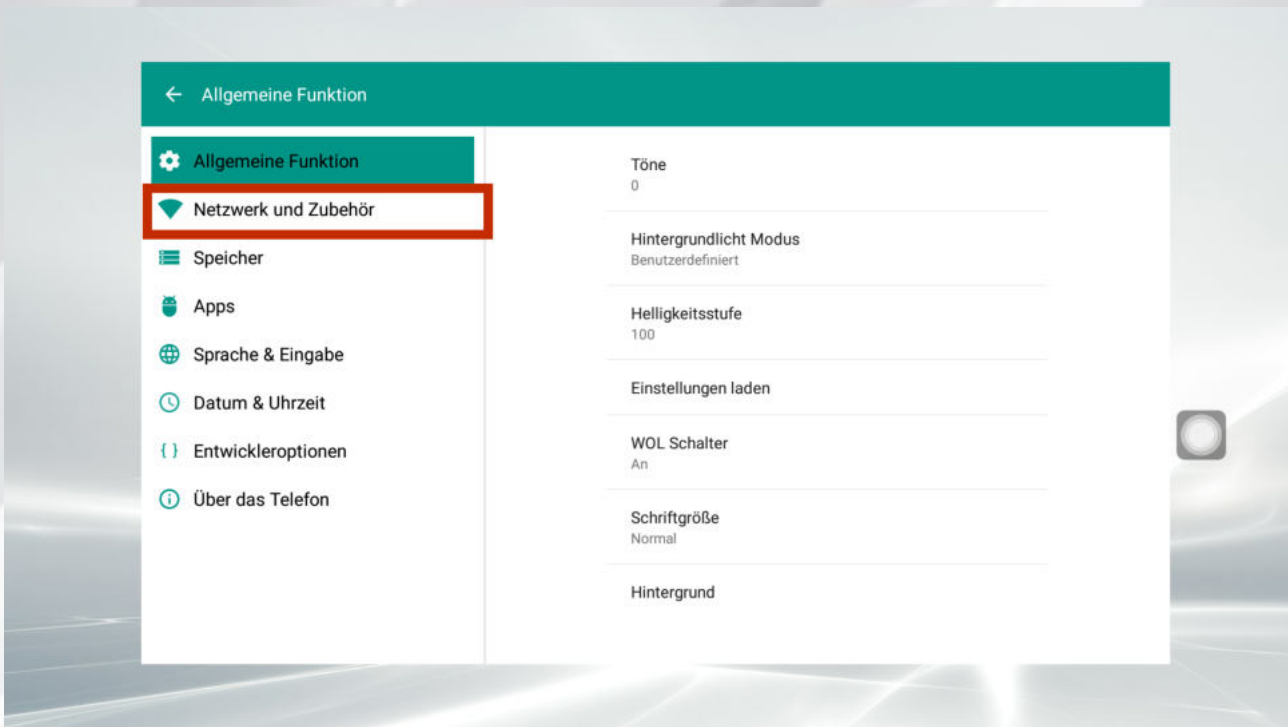 Allgemeine Funktion
Allgemeine Funktion
Netzwerk und Zubehör
Speicher
Apps
Sprache & Eingabe
Datum & Uhrzeit
Entwickleroptionen
Über das Telefon
Töne
0
Hintergrundlicht Modus
Benutzerdefiniert
Helligkeitsstufe
100
Einstellungen laden
WOL Schalter
An
Schriftgröße
Normal
Hintergrund